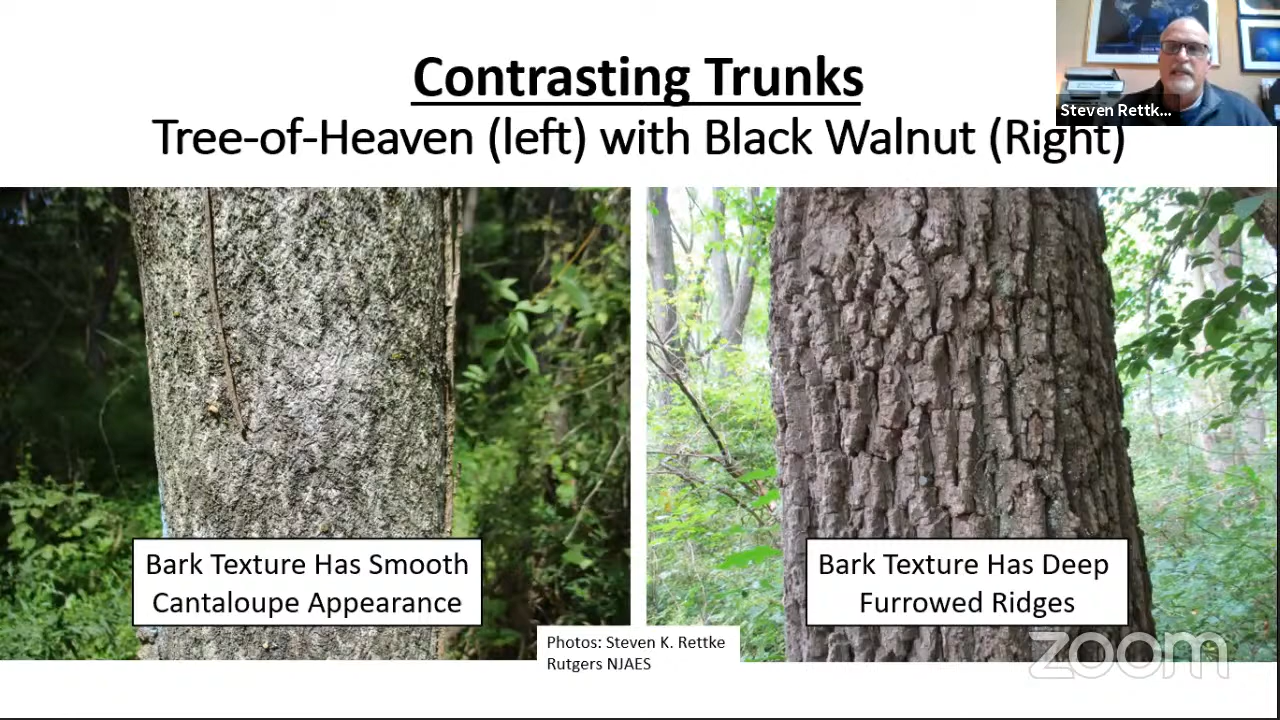 Contrasting Trunks
Tree-of-Heaven (left) with Black Walnut (Right)
Steven Rettk...
Bark Texture Has Smooth
Cantaloupe Appearance
Bark Texture Has Deep
Furrowed Ridges
Photos: Steven K. Rettke
Rutgers NJAES
zoom